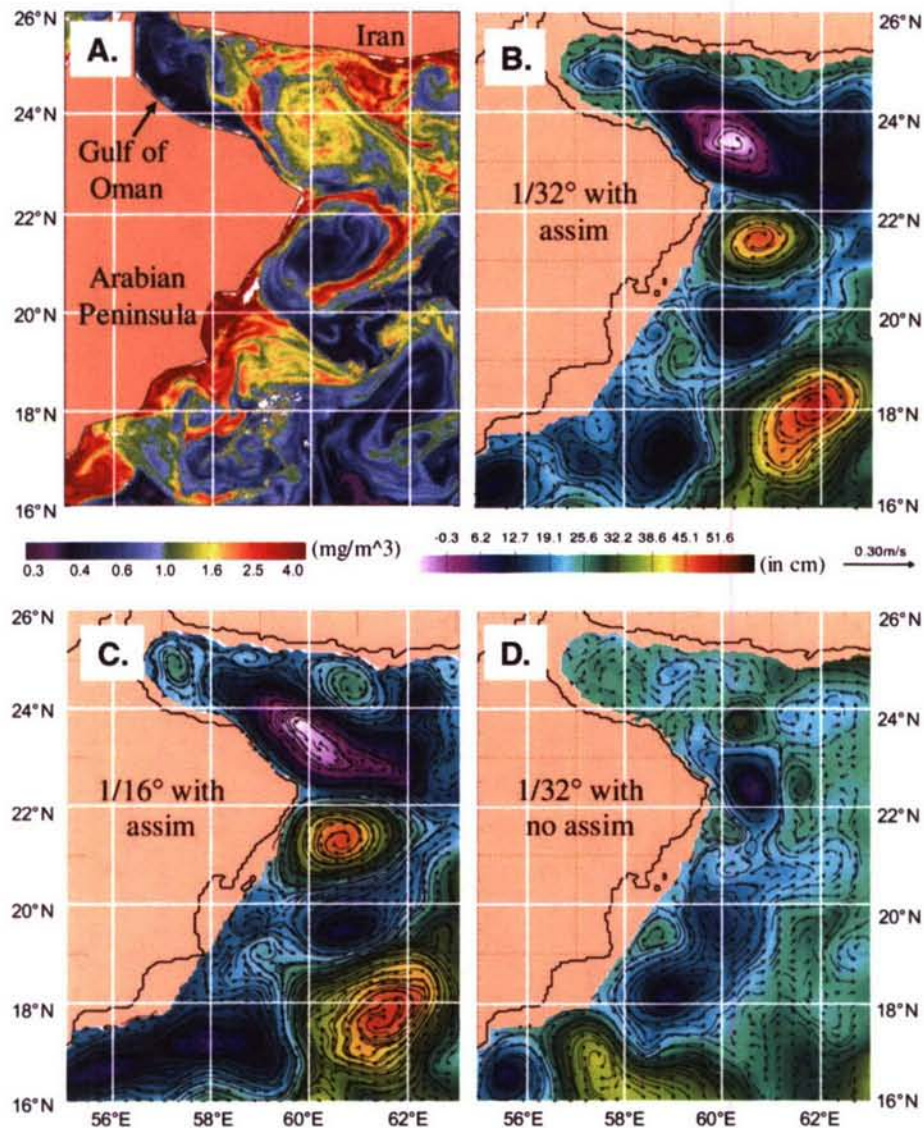 26°N
A.
Iran
24°N
Gulf of
Oman
22°N
Arabian
Peninsula
20°N
18°N
16°N
B.
26°N
24°N
1/32° with
assim
22°N
20°N
18°N
16°N
(mg/m^3)
0.3 0.4 0.6 1.0 1.6 2.5 4.0
-0.3 6.2 12.7 19.1 25.6 32.2 38.6 45.1 51.6
(in cm)
0.30m/s
26°N
C.
24°N
1/16° with
assim
22°N
20°N
18°N
16°N
56°E 58°E 60°E 62°E
D.
26°N
24°N
1/32° with
no assim
22°N
20°N
18°N
16°N
56°E 58°E 60°E 62°E